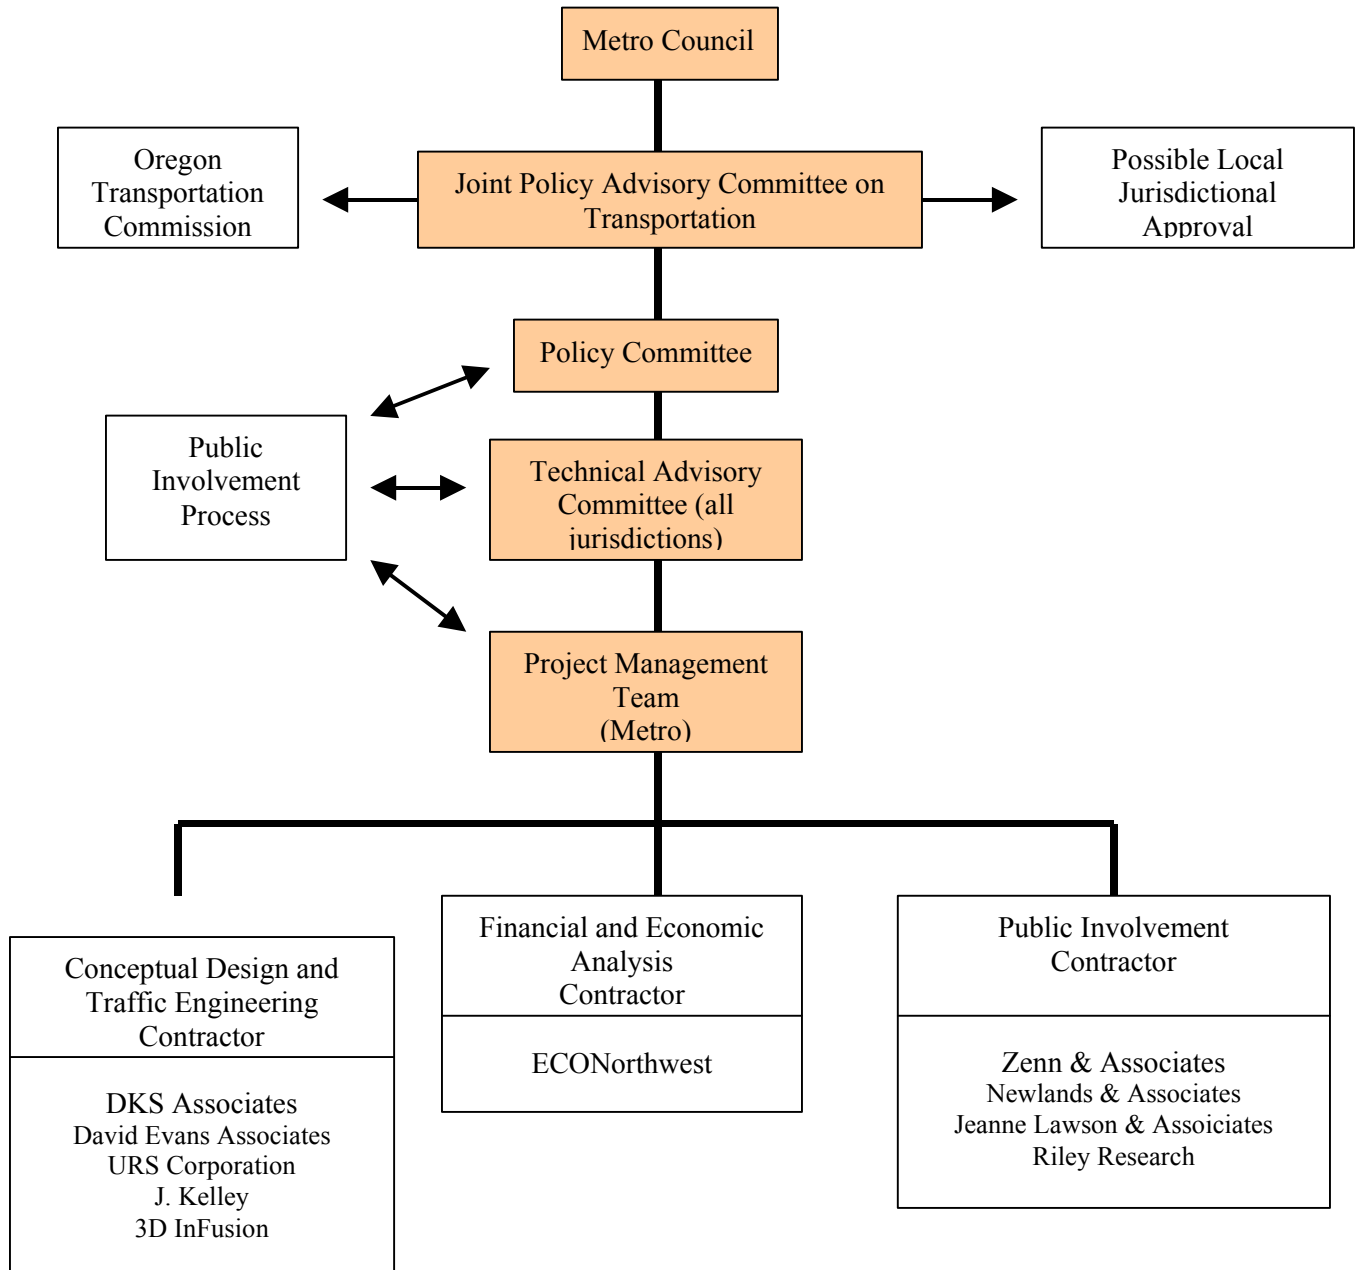 Metro Council
Oregon
Transportation
Commission
Joint Policy Advisory Committee on
Transportation
Possible Local
Jurisdictional
Approval
Policy Committee
Public
Involvement
Process
Technical Advisory
Committee (all
jurisdictions)
Project Management
Team
(Metro)
Conceptual Design and
Traffic Engineering
Contractor
DKS Associates
David Evans Associates
URS Corporation
J. Kelley
3D InFusion
Financial and Economic
Analysis
Contractor
ECONorthwest
Public Involvement
Contractor
Zenn & Associates
Newlands & Associates
Jeanne Lawson & Assoiciates
Riley Research